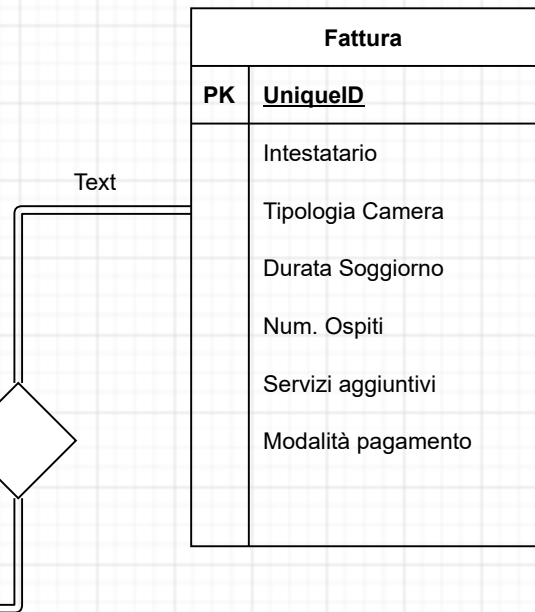 Fattura
PK UniqueID
Intestatario
Text
Tipologia Camera
Durata Soggiorno
Num. Ospiti
Servizi aggiuntivi
Modalità pagamento